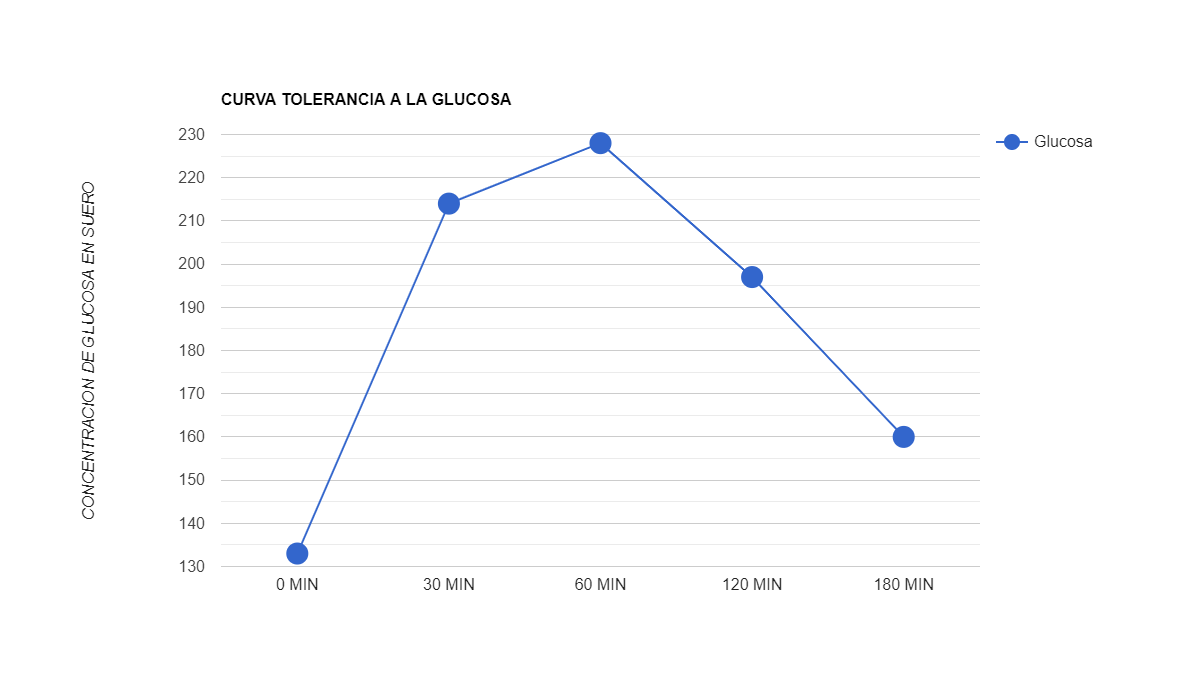 CURVA TOLERANCIA A LA GLUCOSA
Glucosa
CONCENTRACION DE GLUCOSA EN SUERO
230
220
210
200
190
180
170
160
150
140
130
0 MIN
30 MIN
60 MIN
120 MIN
180 MIN